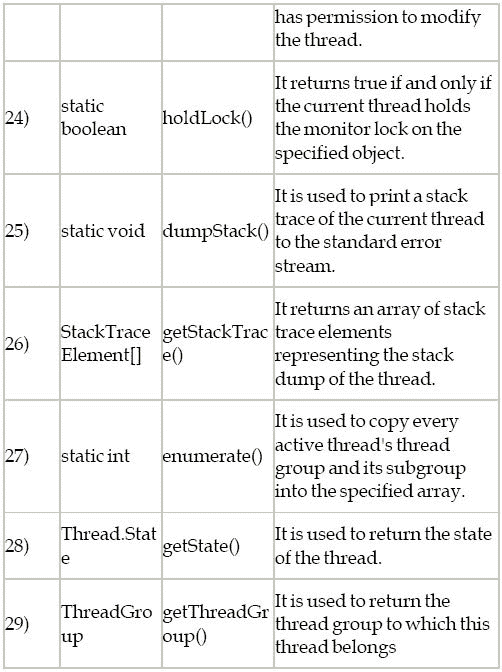 has permission to modify
the thread.
24)
static
boolean
holdLock()
It returns true if and only if
the current thread holds
the monitor lock on the
specified object.
25)
static void
dumpStack()
It is used to print a stack
trace of the current thread
to the standard error
stream.
26)
StackTrace
Element[]
getStackTrac
e()
It returns an array of stack
trace elements
representing the stack
dump of the thread.
27)
static int
enumerate()
It is used to copy every
active thread's thread
group and its subgroup
into the specified array.
28)
Thread.Stat
e
getState()
It is used to return the state
of the thread.
29)
ThreadGro
up
getThreadGr
oup()
It is used to return the
thread group to which this
thread belongs